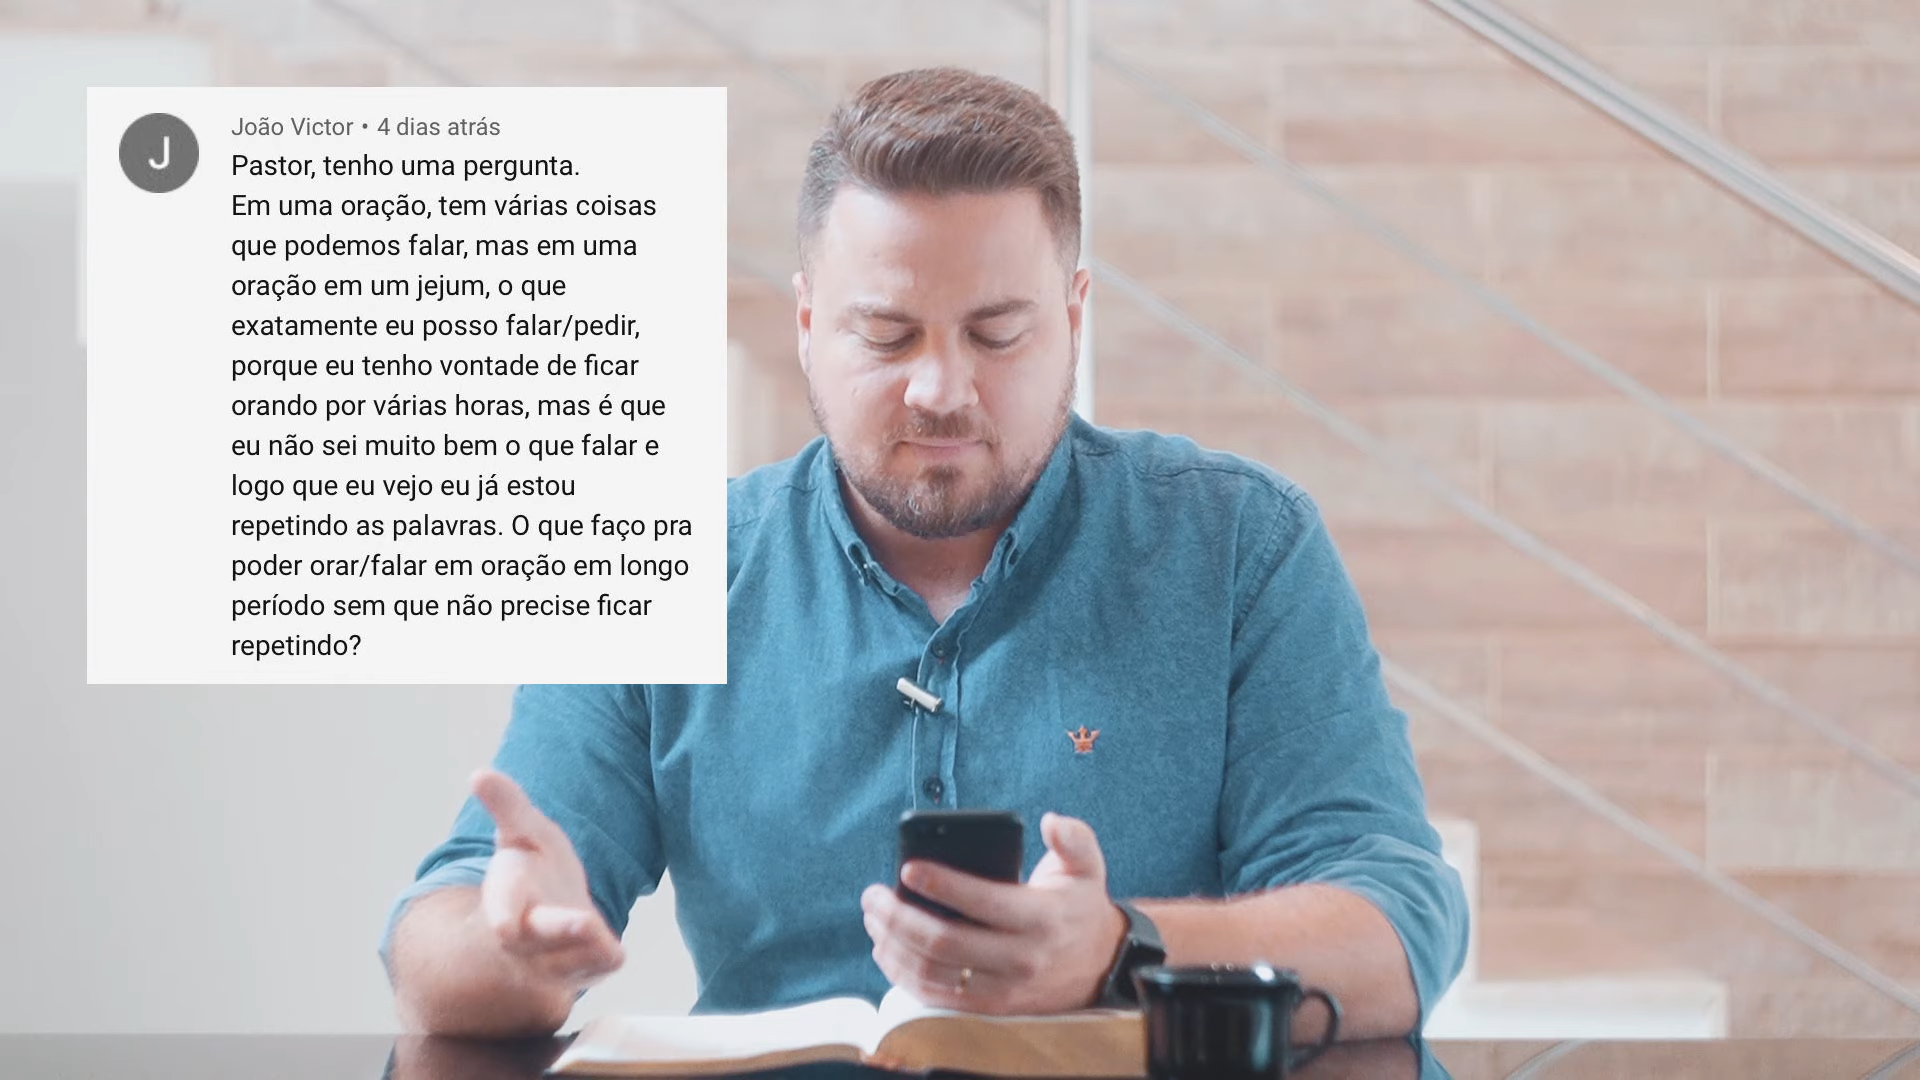 J
João Victor • 4 dias atrás
Pastor, tenho uma pergunta.
Em uma oração, tem várias coisas
que podemos falar, mas em uma
oração em um jejum, o que
exatamente eu posso falar/pedir,
porque eu tenho vontade de ficar
orando por várias horas, mas é que
eu não sei muito bem o que falar e
logo que eu vejo eu já estou
repetindo as palavras. O que faço pra
poder orar/falar em oração em longo
período sem que não precise ficar
repetindo?